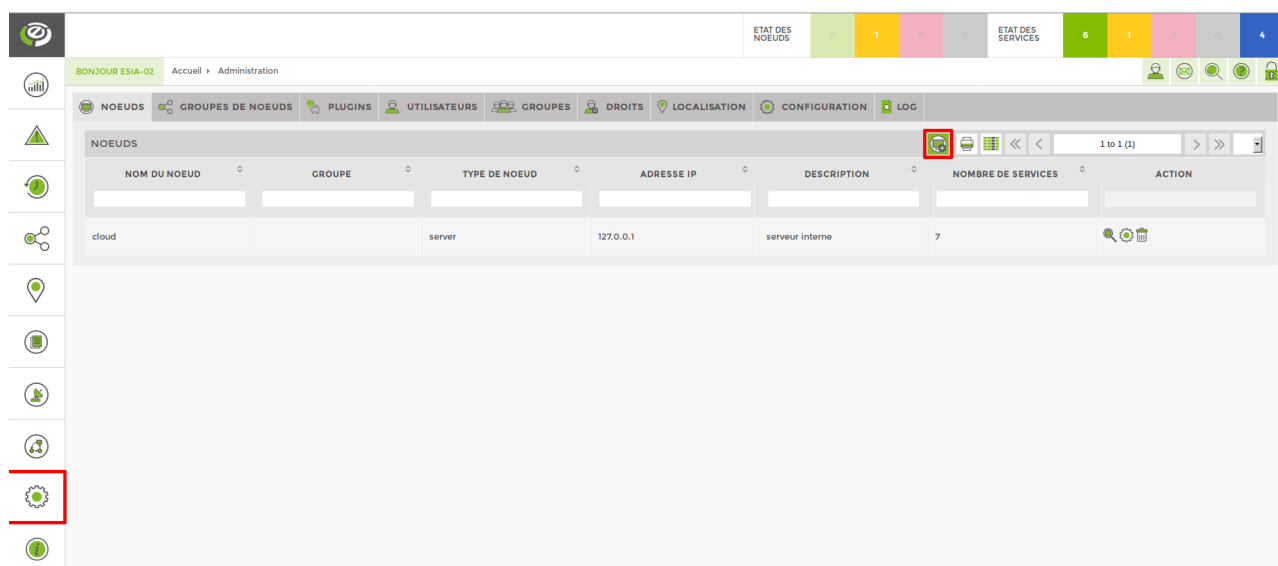 ETAT DES NOEUDS
0 1 0 0
ETAT DES SERVICES
6 1 0 0 4
BONJOUR ESIA-02 Accueil Administration
NOEUDS GROUPES DE NOEUDS PLUGINS UTILISATEURS GROUPES DROITS LOCALISATION CONFIGURATION LOG
NOEUDS 1 to 1 (1)
NOM DU NOEUD GROUPE TYPE DE NOEUD ADRESSE IP DESCRIPTION NOMBRE DE SERVICES ACTION
cloud server 127.0.0.1 serveur interne 7